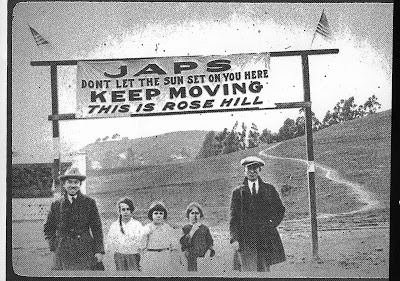 JAPS
DONT LET THE SUN SET ON YOU HERE
KEEP MOVING
THIS IS ROSE HILL